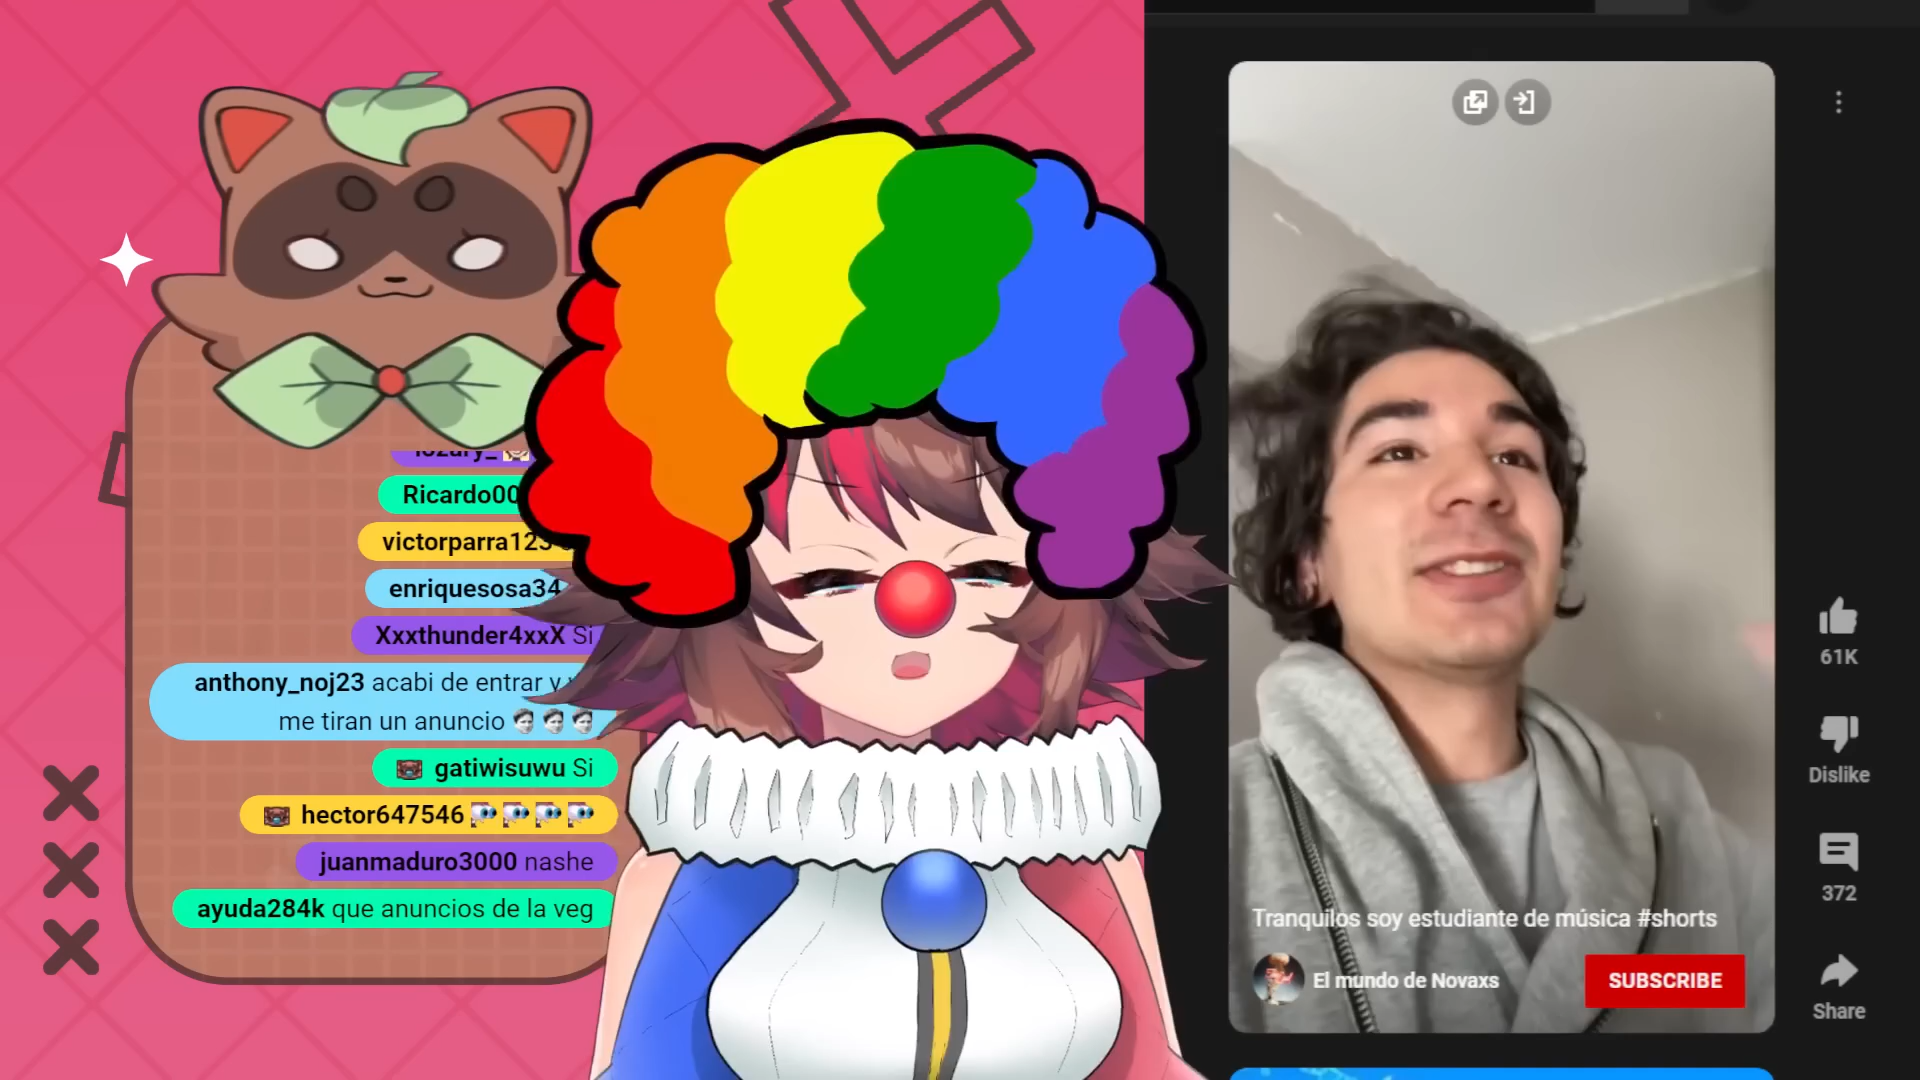 Ricardo00
victorparra123
enriquesosa34
Xxxthunder4xxX Si
anthony_noj23 acabi de entrar y
me tiran un anuncio
gatiwisuwu Si
hector647546
juanmaduro3000 nashe
ayuda284k que anuncios de la veg
61K
Dislike
372
Share
Tranquilos soy estudiante de música #shorts
El mundo de Novaxs
SUBSCRIBE